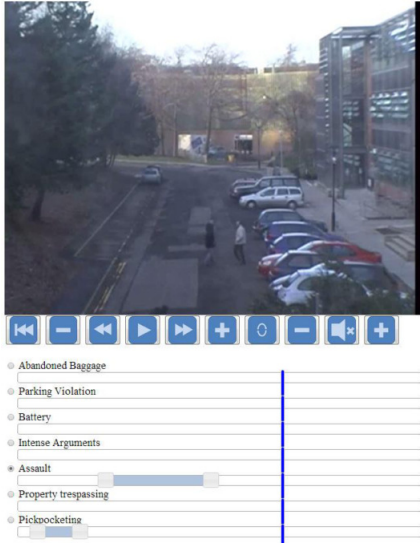 Abandoned Baggage
Parking Violation
Battery
Intense Arguments
Assault
Property trespassing
Pickpocketing